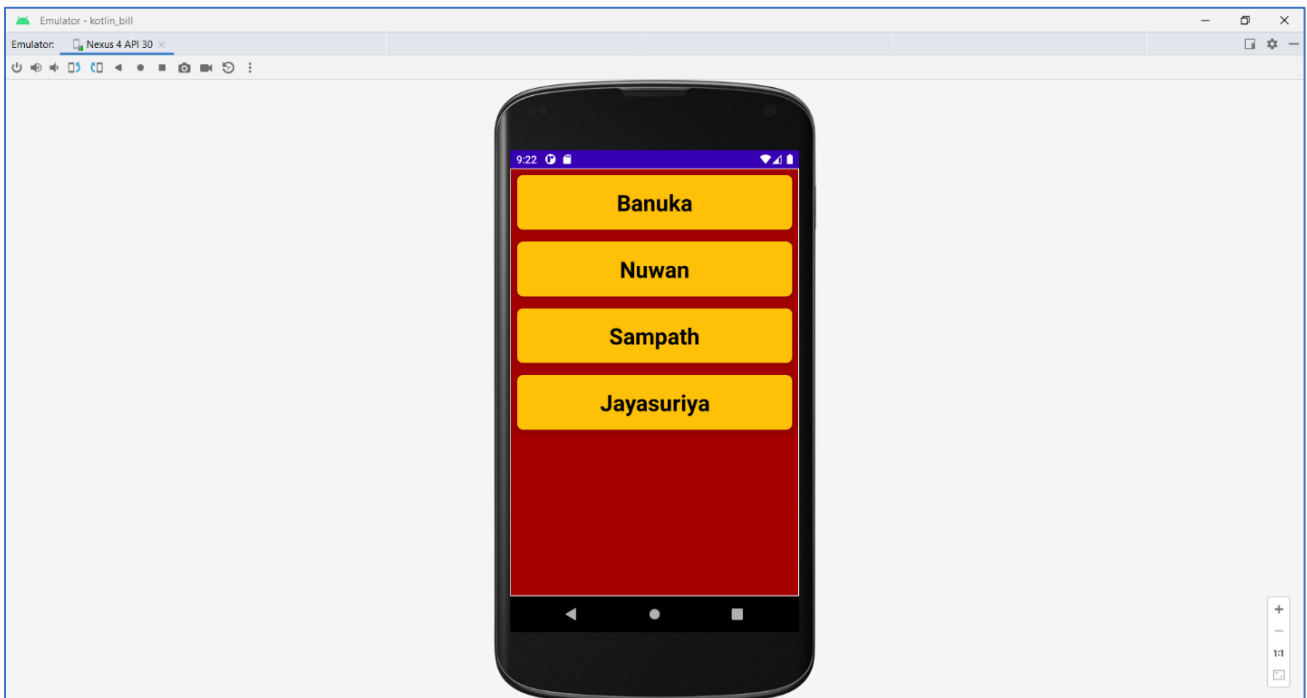 Emulator - kotlin_bill
Emulator: Nexus 4 API 30
9:22
Banuka
Nuwan
Sampath
Jayasuriya
1:1